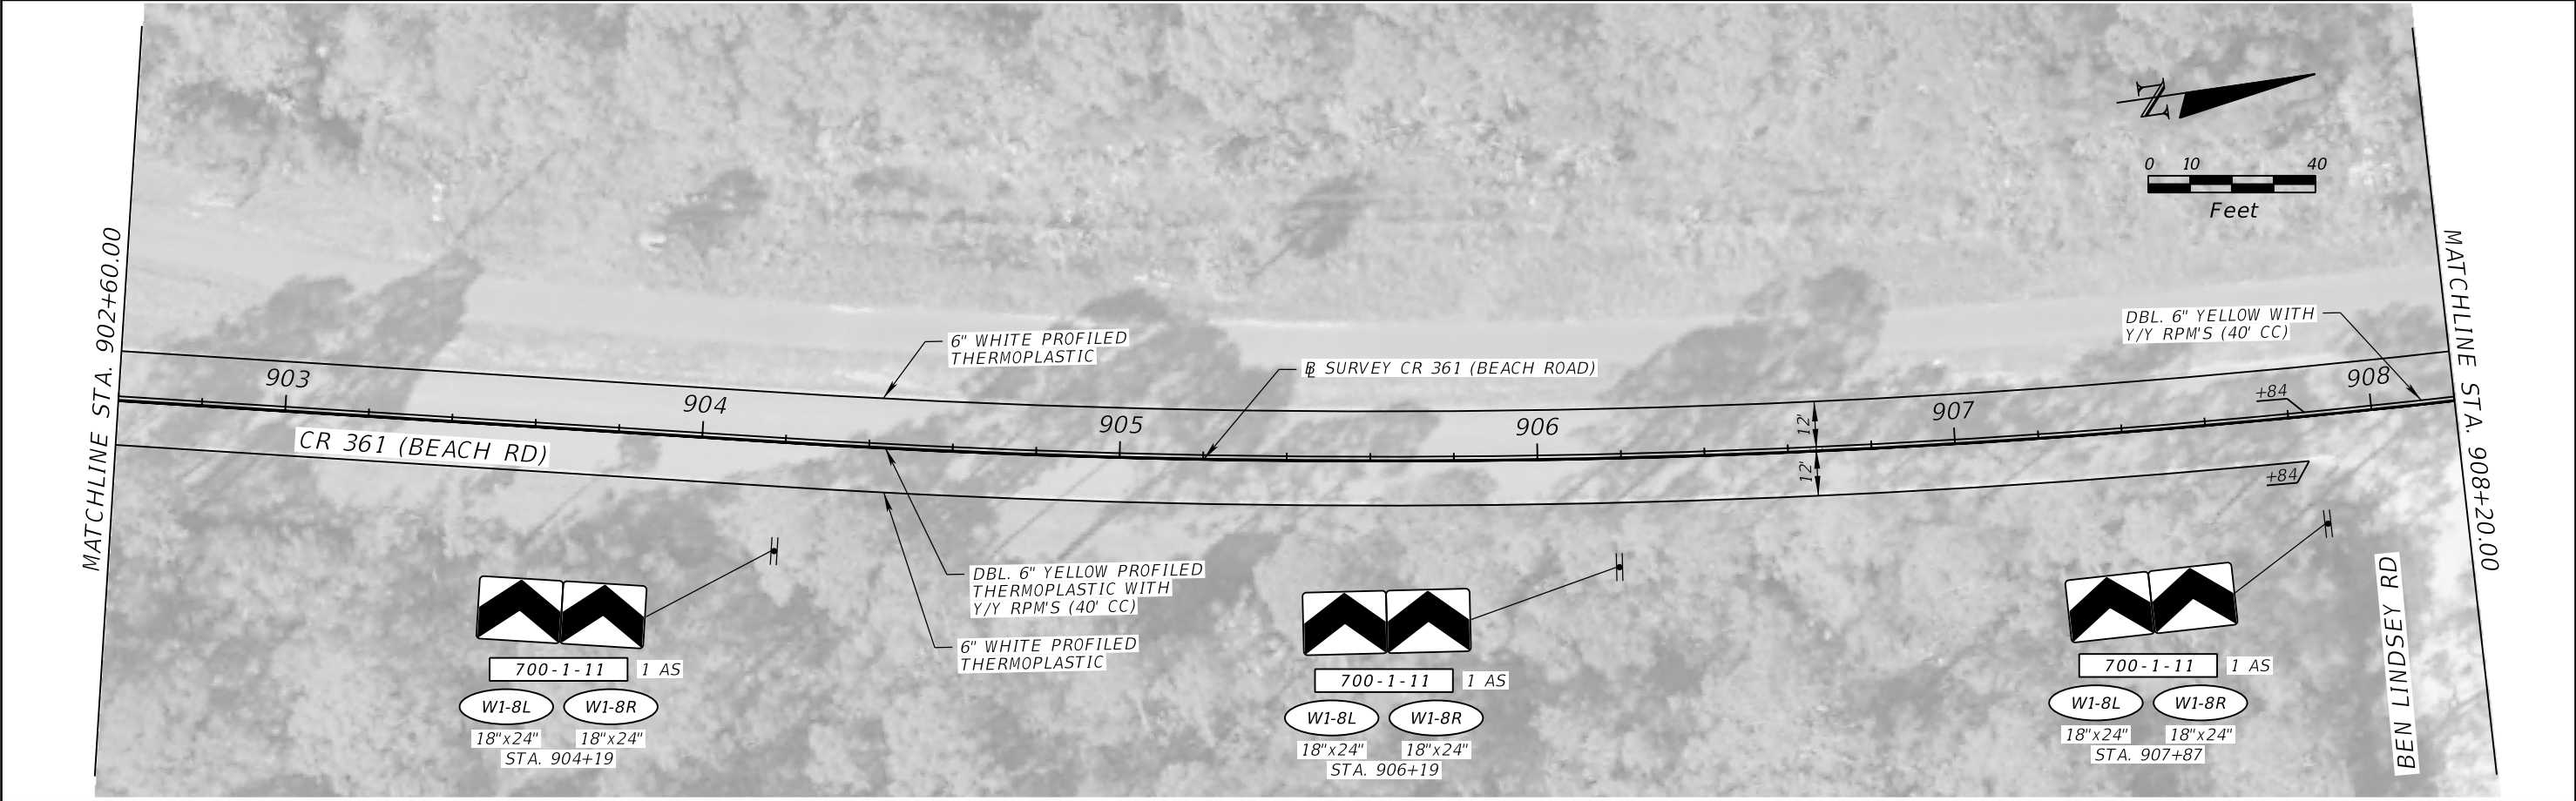 MATCHLINE STA. 902+60.00
N
0 10 40
Feet
MATCHLINE STA. 908+20.00
6" WHITE PROFILED
THERMOPLASTIC
BL SURVEY CR 361 (BEACH ROAD)
DBL. 6" YELLOW WITH
Y/Y RPM'S (40' CC)
903
904
905
906
907
908
+84
12'
12'
+84
CR 361 (BEACH RD)
DBL. 6" YELLOW PROFILED
THERMOPLASTIC WITH
Y/Y RPM'S (40' CC)
6" WHITE PROFILED
THERMOPLASTIC
700-1-11 1 AS
W1-8L W1-8R
18"x24" 18"x24"
STA. 904+19
700-1-11 1 AS
W1-8L W1-8R
18"x24" 18"x24"
STA. 906+19
700-1-11 1 AS
W1-8L W1-8R
18"x24" 18"x24"
STA. 907+87
BEN LINDSEY RD